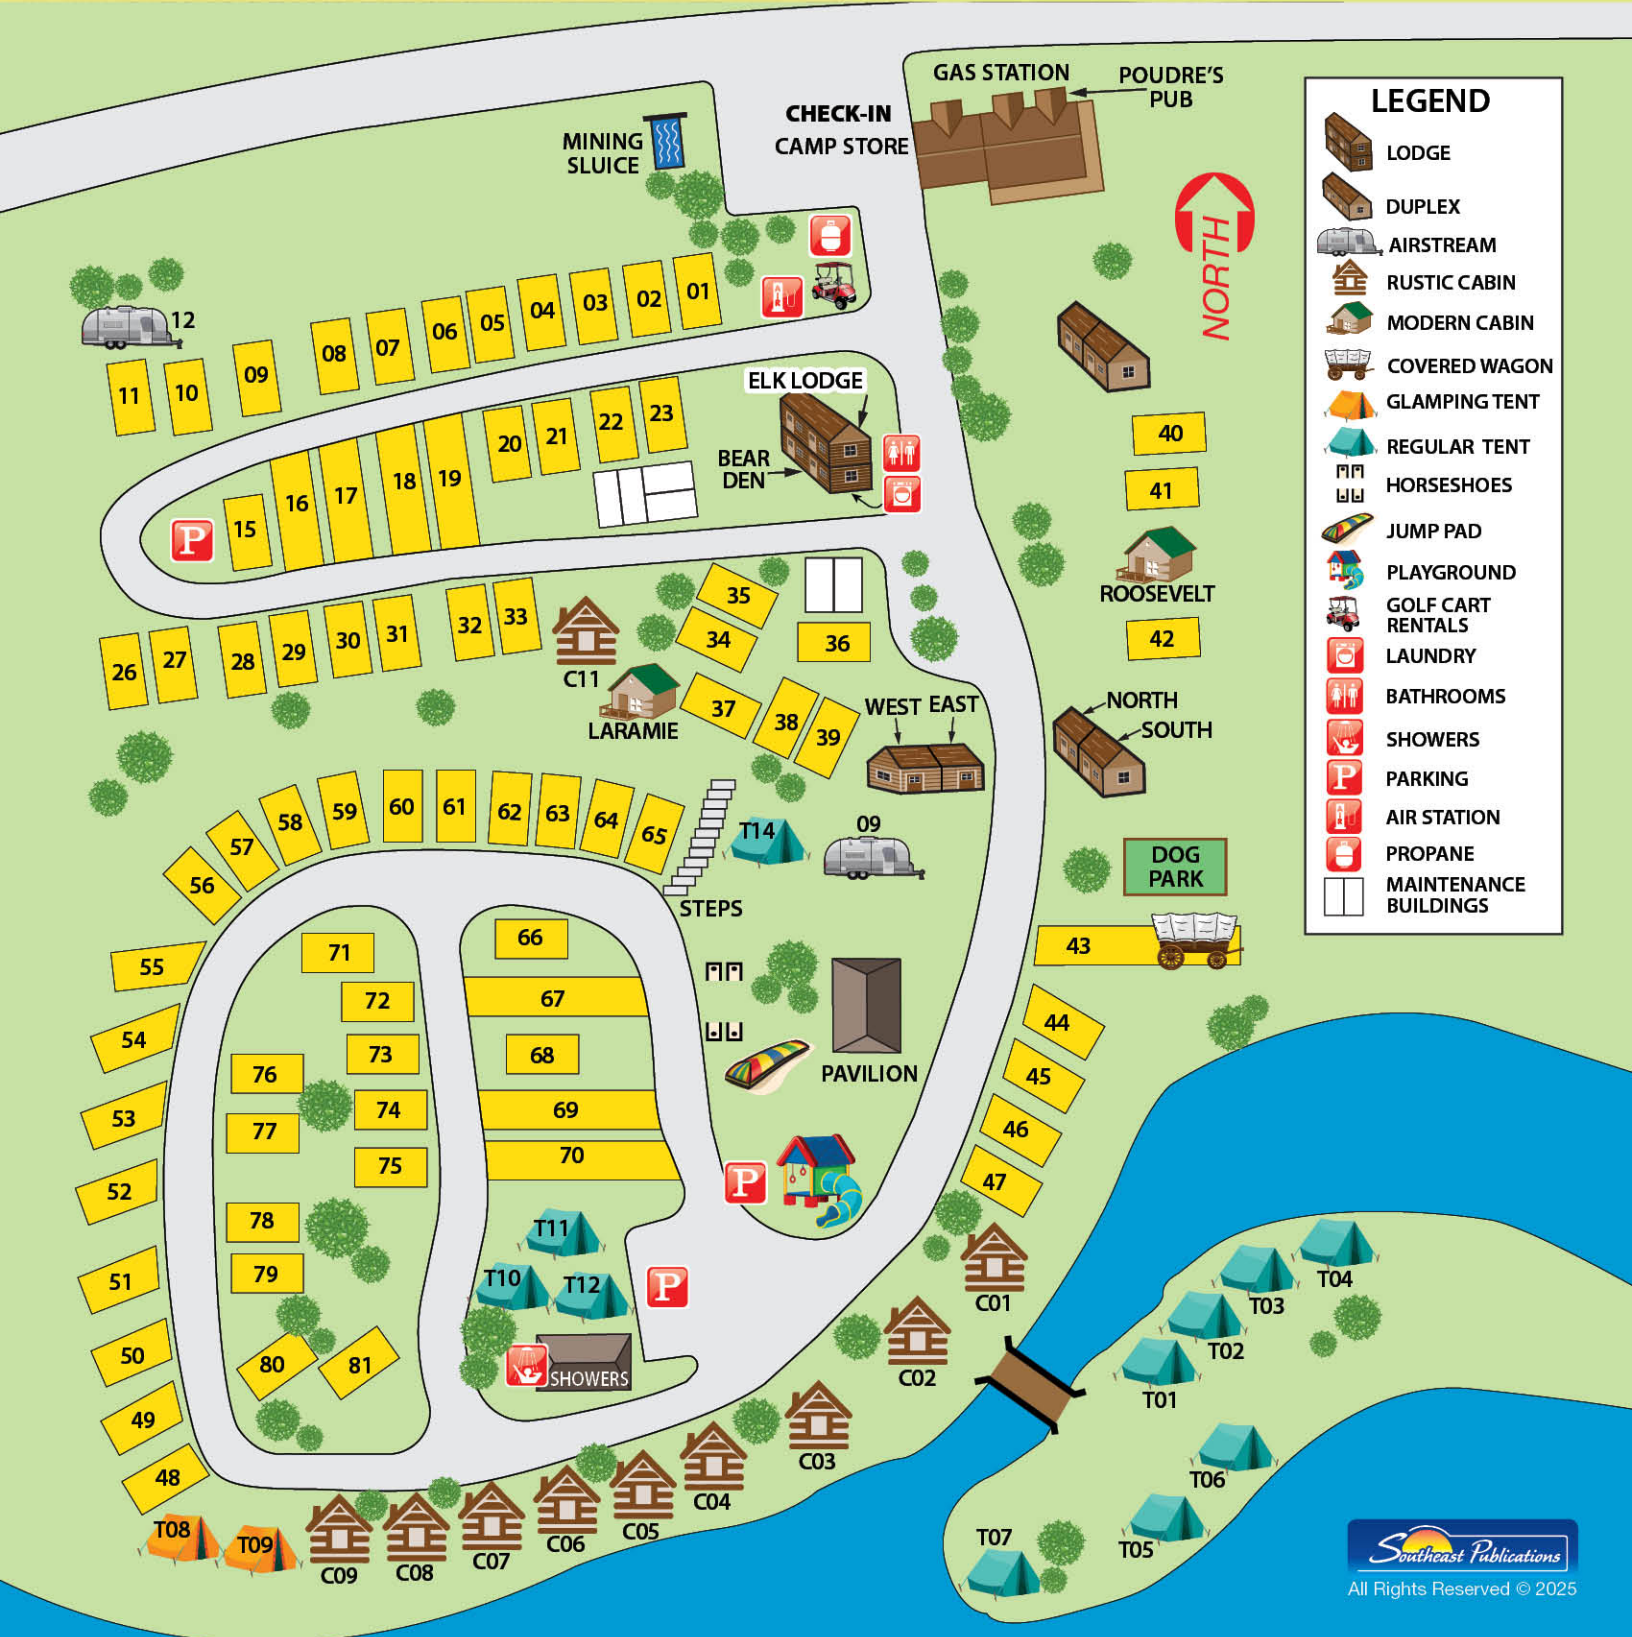 GAS STATION
POUDRE'S
PUB
CHECK-IN
CAMP STORE
MINING
SLUICE
NORTH
12
11
10
09
08
07
06
05
04
03
02
01
AIR
ELK LODGE
BEAR
DEN
23
22
21
20
19
18
17
16
15
P
26
27
28
29
30
31
32
33
C11
LARAMIE
35
34
36
37
38
39
WEST EAST
40
41
ROOSEVELT
42
NORTH
SOUTH
DOG
PARK
43
44
45
46
47
T14
09
STEPS
PAVILION
P
56
57
58
59
60
61
62
63
64
65
55
54
53
52
51
50
49
48
71
72
73
74
75
76
77
78
79
80
81
66
67
68
69
70
T11
T10
T12
P
SHOWERS
T08
T09
C09
C08
C07
C06
C05
C04
C03
C02
C01
T04
T03
T02
T01
T06
T05
T07
LEGEND
LODGE
DUPLEX
AIRSTREAM
RUSTIC CABIN
MODERN CABIN
COVERED WAGON
GLAMPING TENT
REGULAR TENT
HORSESHOES
JUMP PAD
PLAYGROUND
GOLF CART
RENTALS
LAUNDRY
BATHROOMS
SHOWERS
P PARKING
AIR AIR STATION
PROPANE
MAINTENANCE
BUILDINGS
Southeast Publications
All Rights Reserved © 2025